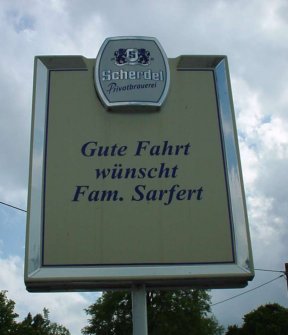 S
Scherdel
Privatbrauerei
Gute Fahrt
wünscht
Fam. Sarfert